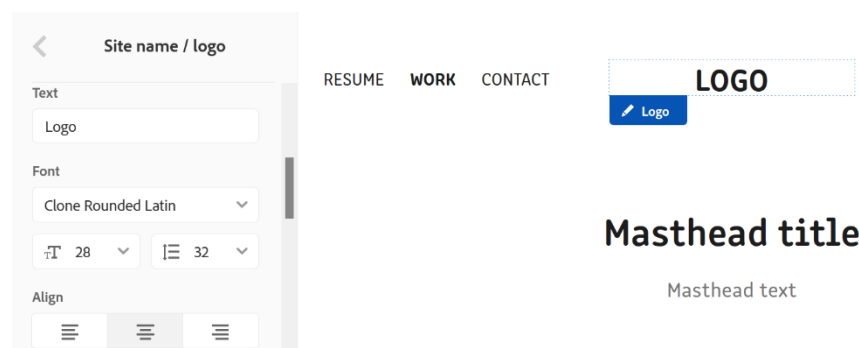 Site name / logo
Text
Logo
Font
Clone Rounded Latin
TT 28
32
Align
RESUME WORK CONTACT
LOGO
Logo
Masthead title
Masthead text